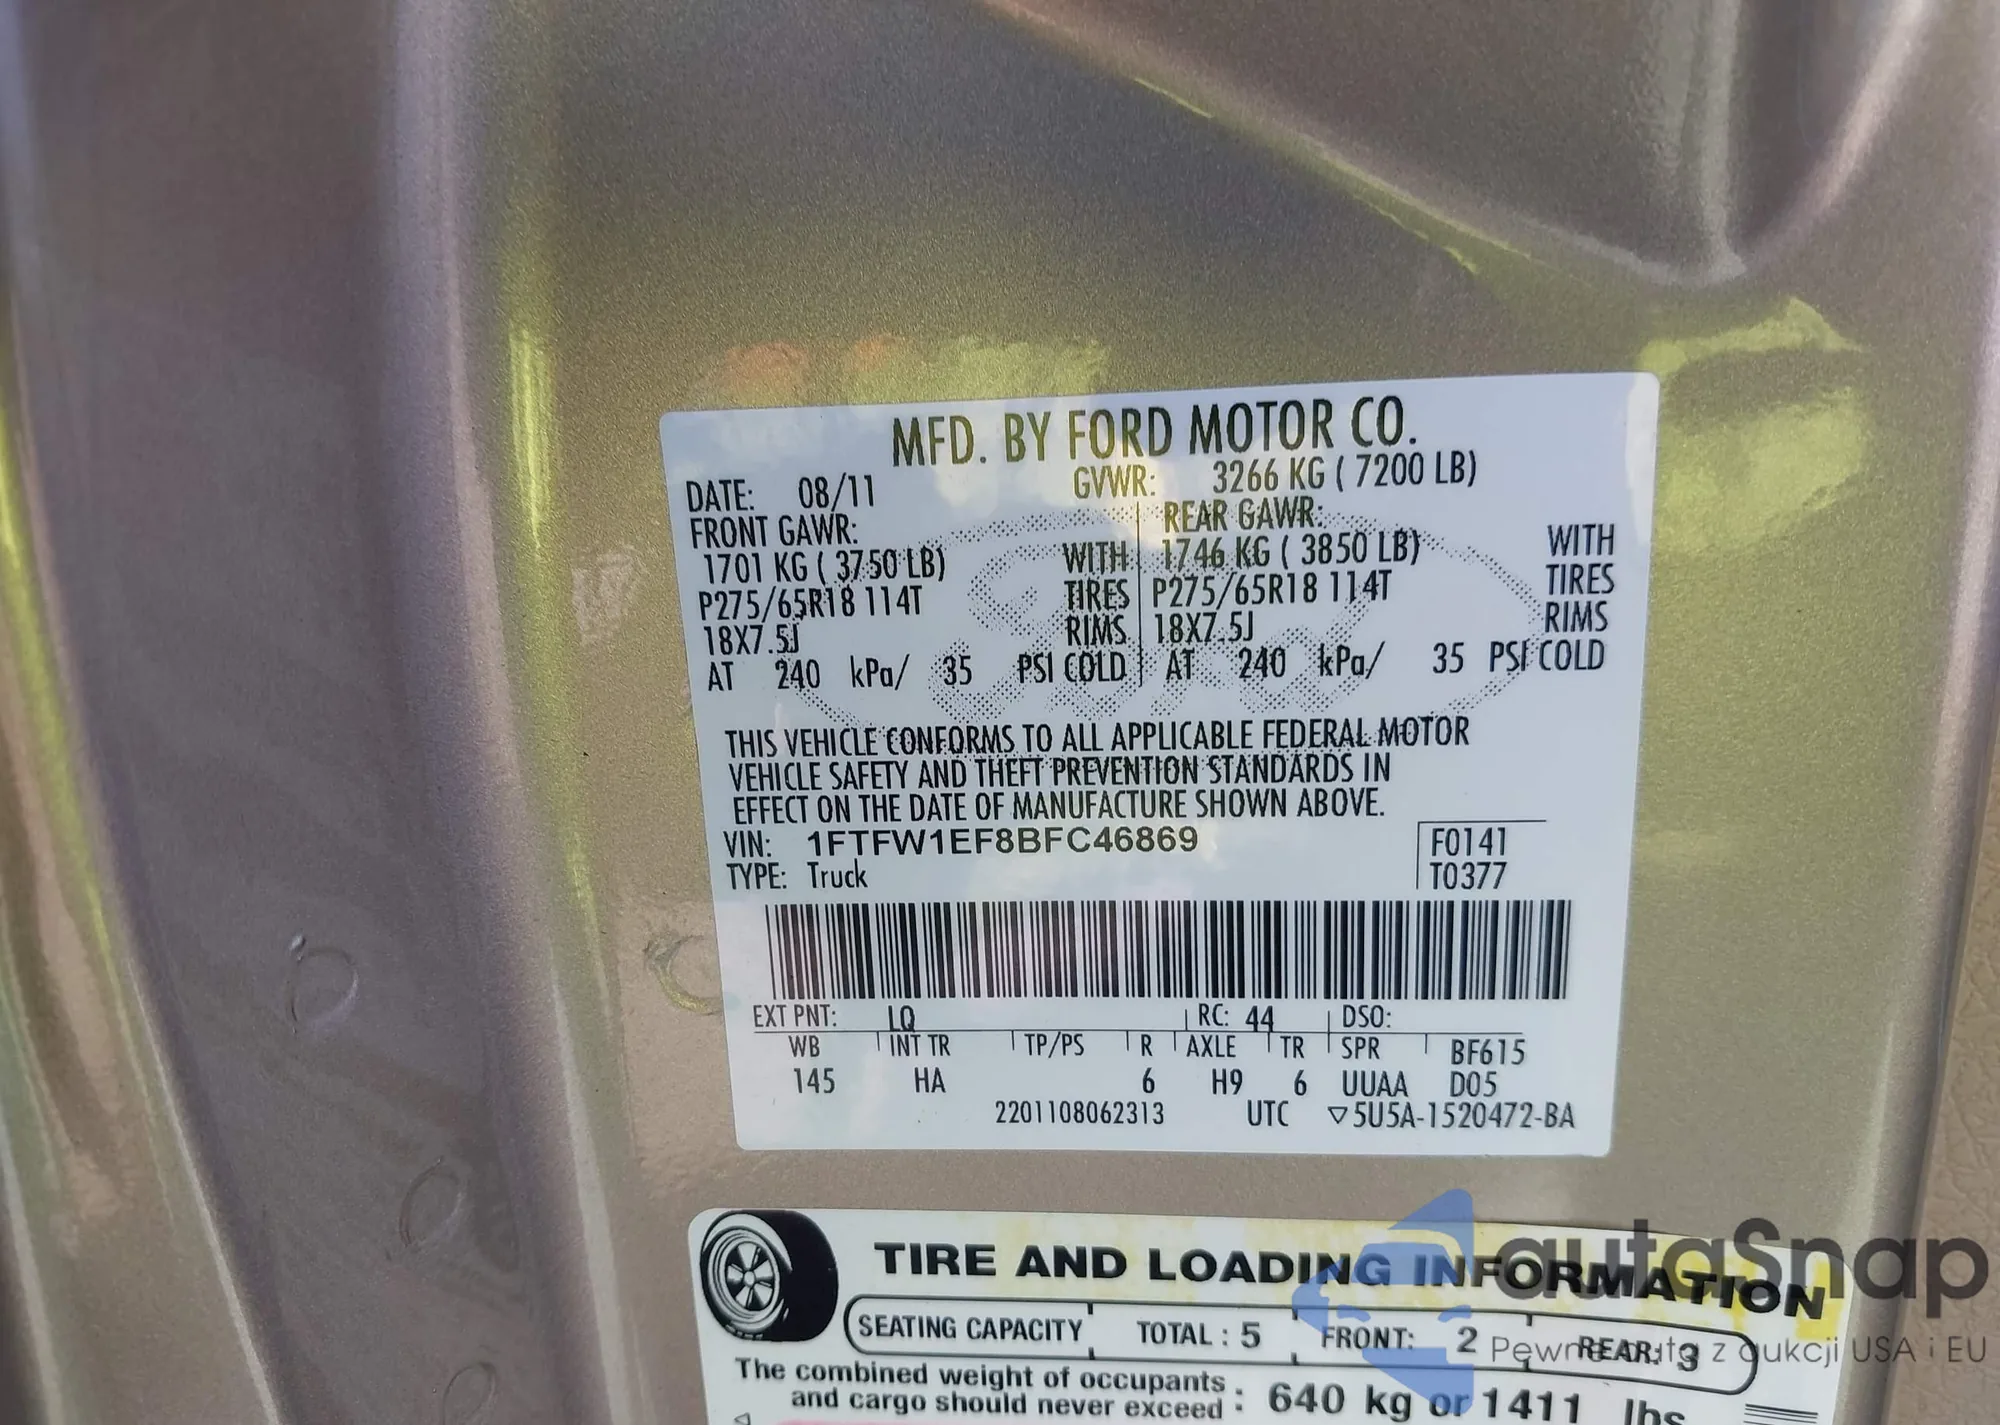 MFD. BY FORD MOTOR CO.
DATE: 08/11 GVWR: 3266 KG ( 7200 LB)
FRONT GAWR: REAR GAWR:
1701 KG ( 3750 LB) WITH 1746 KG ( 3850 LB) WITH
P275/65R18 114T TIRES P275/65R18 114T TIRES
18X7.5J RIMS 18X7.5J RIMS
AT 240 kPa/ 35 PSI COLD AT 240 kPa/ 35 PSI COLD
THIS VEHICLE CONFORMS TO ALL APPLICABLE FEDERAL MOTOR
VEHICLE SAFETY AND THEFT PREVENTION STANDARDS IN
EFFECT ON THE DATE OF MANUFACTURE SHOWN ABOVE.
VIN: 1FTFW1EF8BFC46869 F0141
TYPE: Truck T0377
EXT PNT: LQ RC: 44 DSO:
WB INT TR TP/PS R AXLE TR SPR BF615
145 HA 6 H9 6 UUAA D05
2201108062313 UTC ▽5U5A-1520472-BA
TIRE AND LOADING INFORMATION
SEATING CAPACITY TOTAL : 5 FRONT: 2 REAR: 3
The combined weight of occupants
and cargo should never exceed : 640 kg or 1411 lbs
autaSnap
Pewne auta z aukcji USA i EU